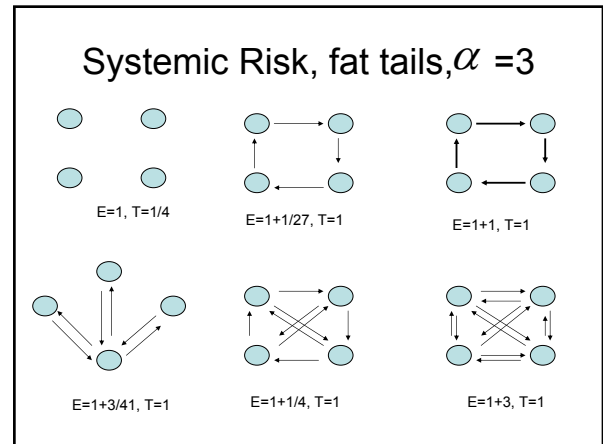 Systemic Risk, fat tails,α =3
E=1, T=1/4
E=1+1/27, T=1
E=1+1, T=1
E=1+3/41, T=1
E=1+1/4, T=1
E=1+3, T=1